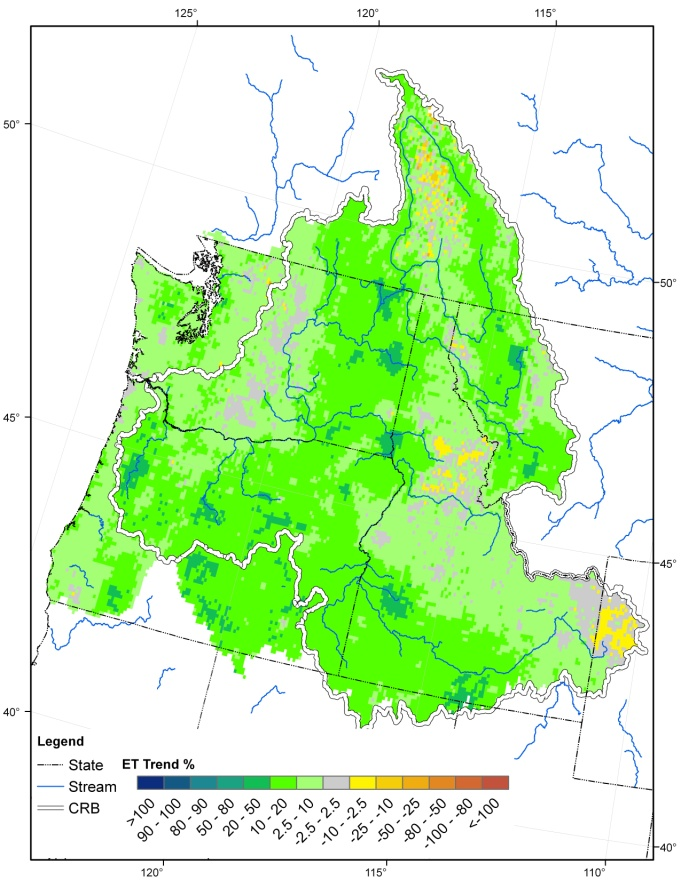 125° 120° 115°
50°
50°
45°
45°
40°
40°
Legend
State
Stream
CRB
ET Trend %
>100
90 - 100
80 - 90
50 - 80
20 - 50
10 - 20
2.5 - 10
-2.5 - 2.5
-10 - -2.5
-25 - -10
-50 - -25
-80 - -50
-100 - -80
<-100
120° 115° 110°